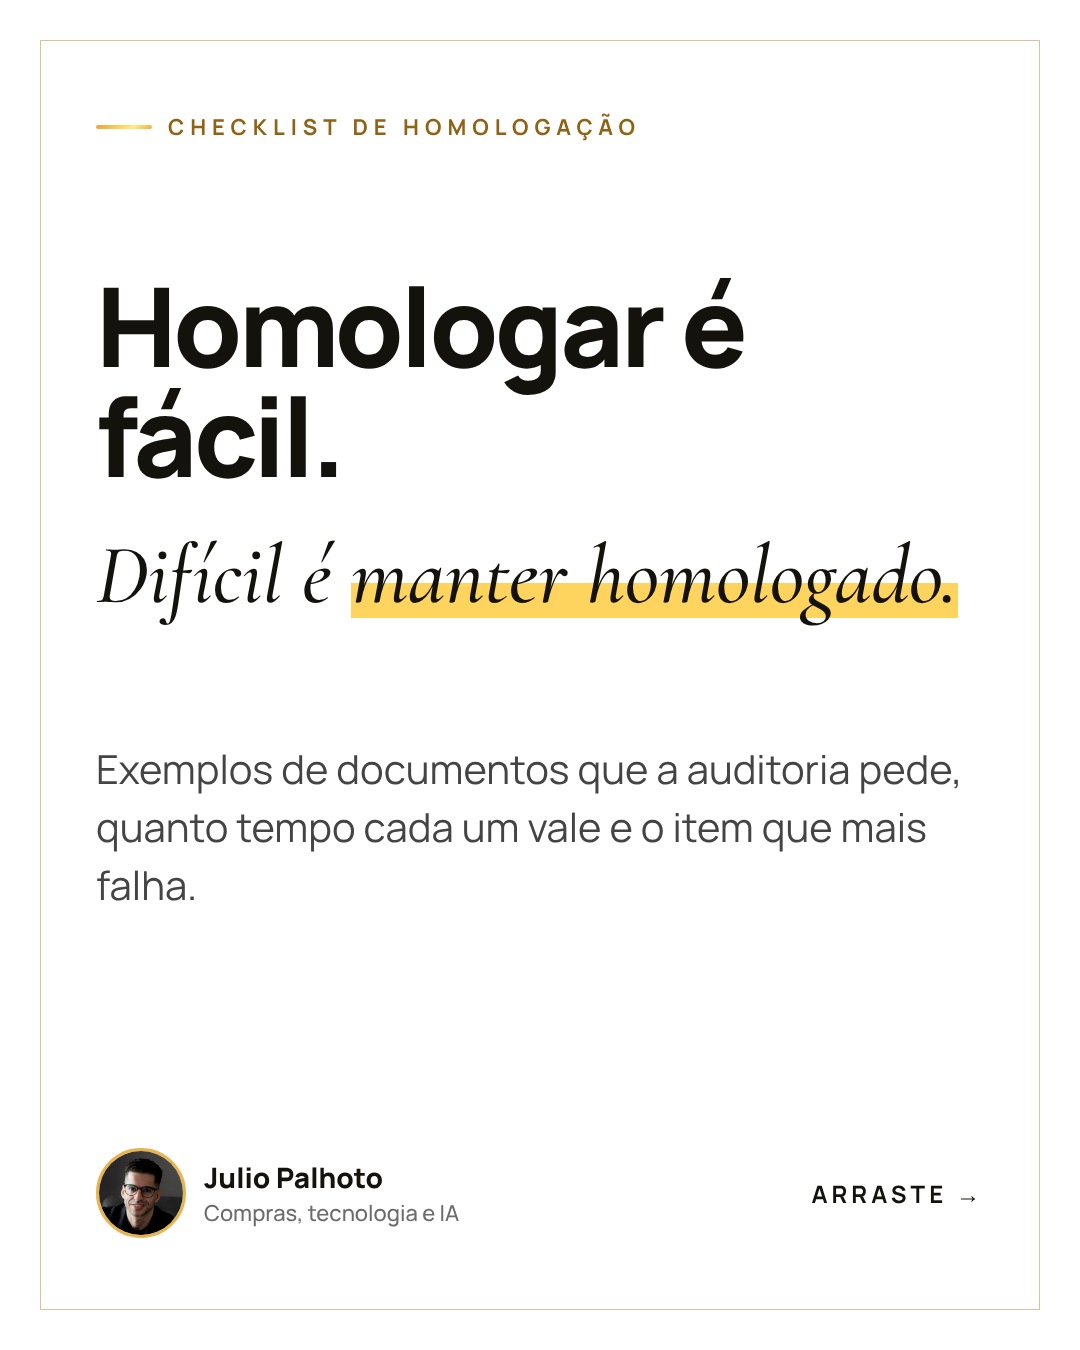 CHECKLIST DE HOMOLOGAÇÃO
Homologar é
fácil.
Difícil é manter homologado.
Exemplos de documentos que a auditoria pede,
quanto tempo cada um vale e o item que mais
falha.
Julio Palhoto
Compras, tecnologia e IA
ARRASTE →